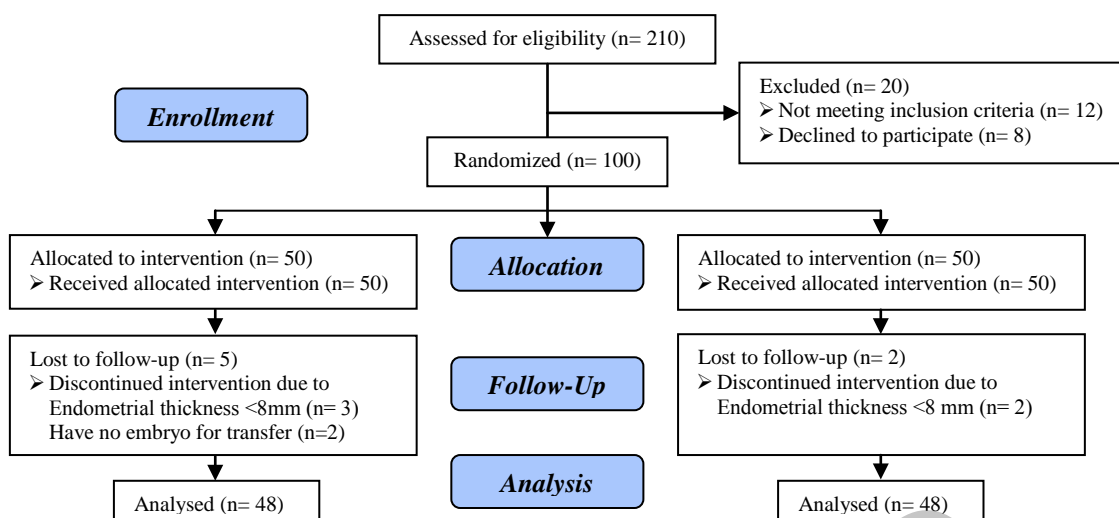 Assessed for eligibility (n= 210)
Excluded (n= 20)
➢ Not meeting inclusion criteria (n= 12)
➢ Declined to participate (n= 8)
Enrollment
Randomized (n= 100)
Allocated to intervention (n= 50)
➢ Received allocated intervention (n= 50)
Allocation
Allocated to intervention (n= 50)
➢ Received allocated intervention (n= 50)
Lost to follow-up (n= 5)
➢ Discontinued intervention due to
Endometrial thickness <8mm (n= 3)
Have no embryo for transfer (n=2)
Follow-Up
Lost to follow-up (n= 2)
➢ Discontinued intervention due to
Endometrial thickness <8 mm (n= 2)
Analysis
Analysed (n= 48)
Analysed (n= 48)